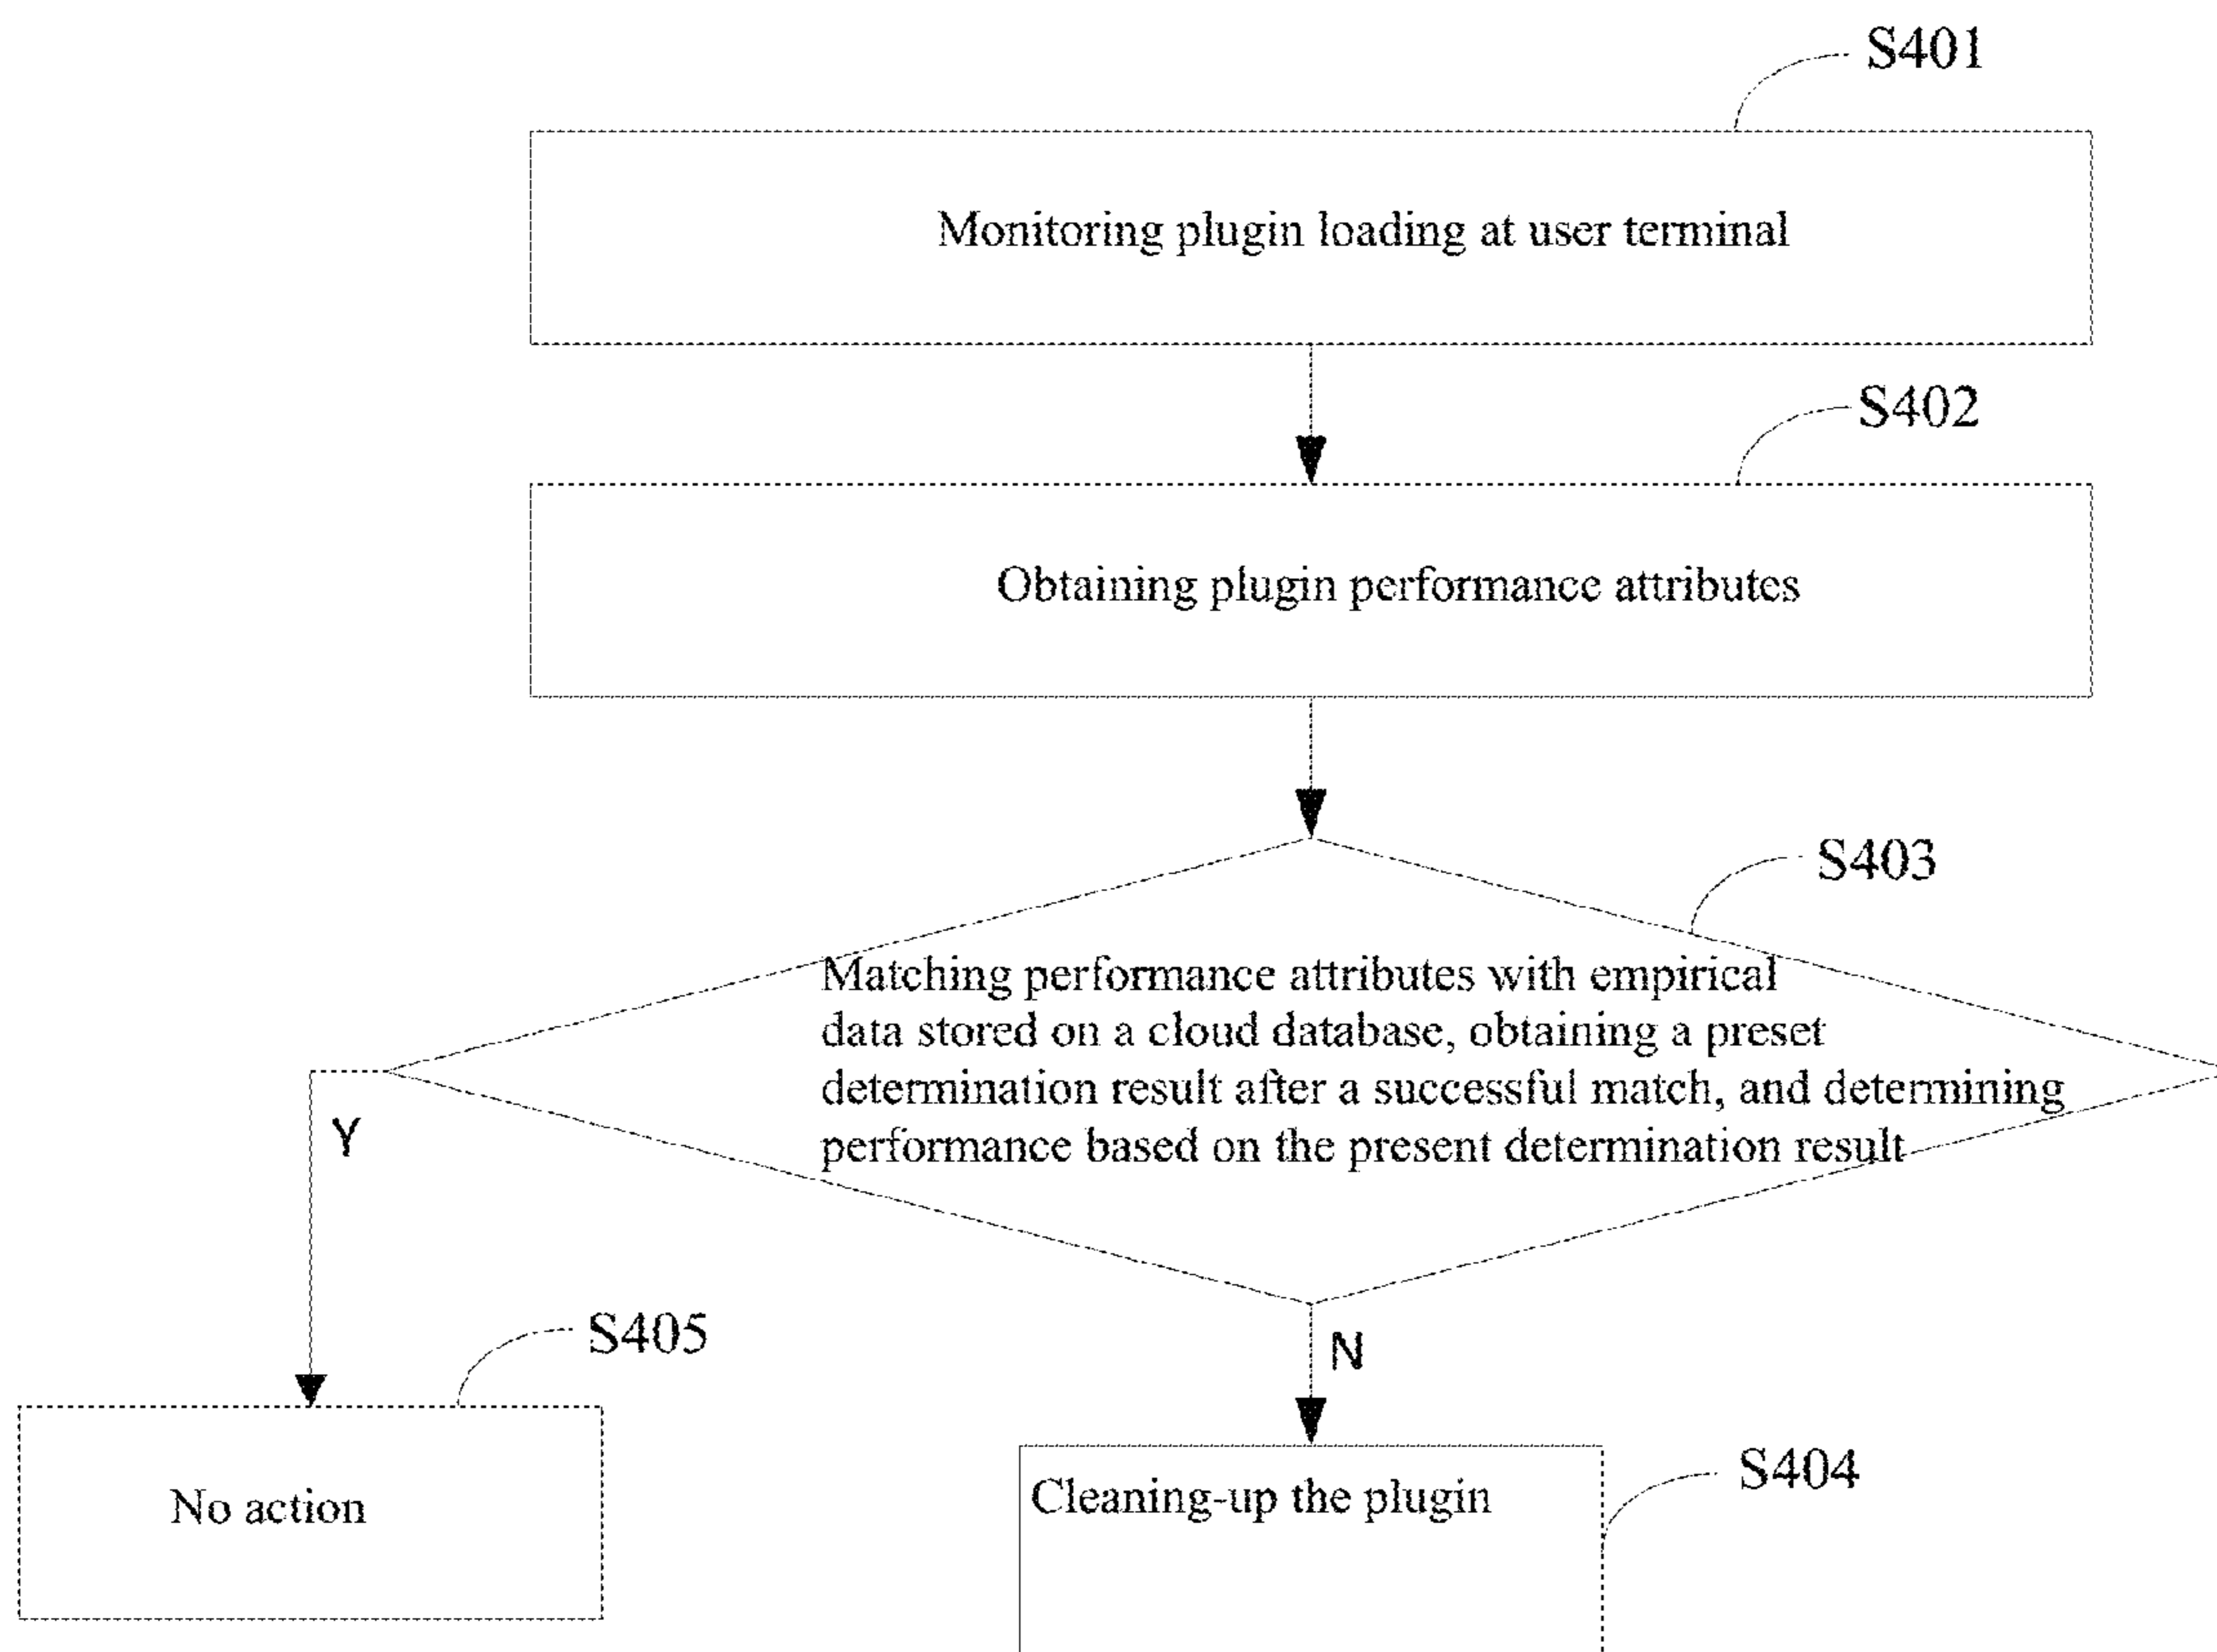 S401
Monitoring plugin loading at user terminal
S402
Obtaining plugin performance attributes
S403
Matching performance attributes with empirical
data stored on a cloud database, obtaining a preset
determination result after a successful match, and determining
performance based on the present determination result
Y
N
S405
No action
S404
Cleaning-up the plugin